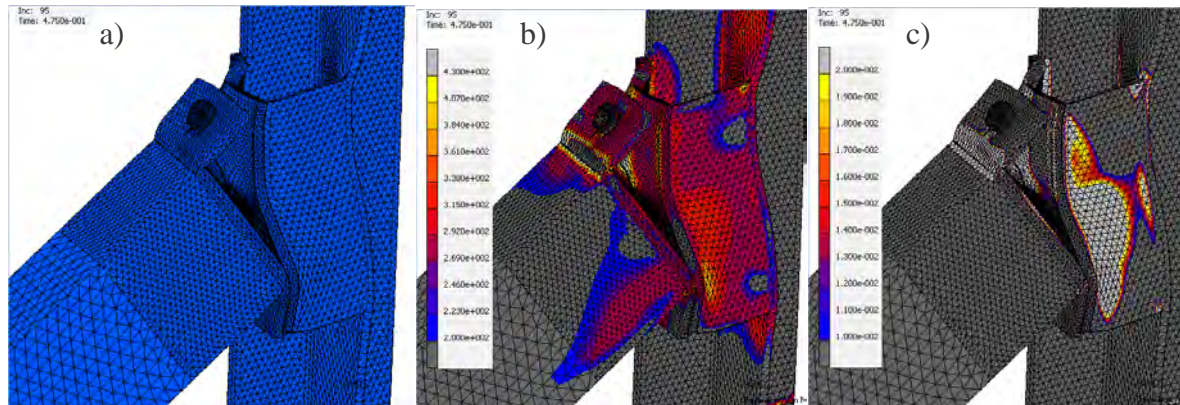 Inc: 95
Time: 4.750e-001
a)
Inc: 95
Time: 4.750e-001
b)
4.300e+002
4.070e+002
3.840e+002
3.610e+002
3.300e+002
3.150e+002
2.920e+002
2.690e+002
2.460e+002
2.230e+002
2.000e+002
Inc: 95
Time: 4.750e-001
c)
2.000e-002
1.900e-002
1.800e-002
1.700e-002
1.600e-002
1.500e-002
1.400e-002
1.300e-002
1.200e-002
1.100e-002
1.000e-002